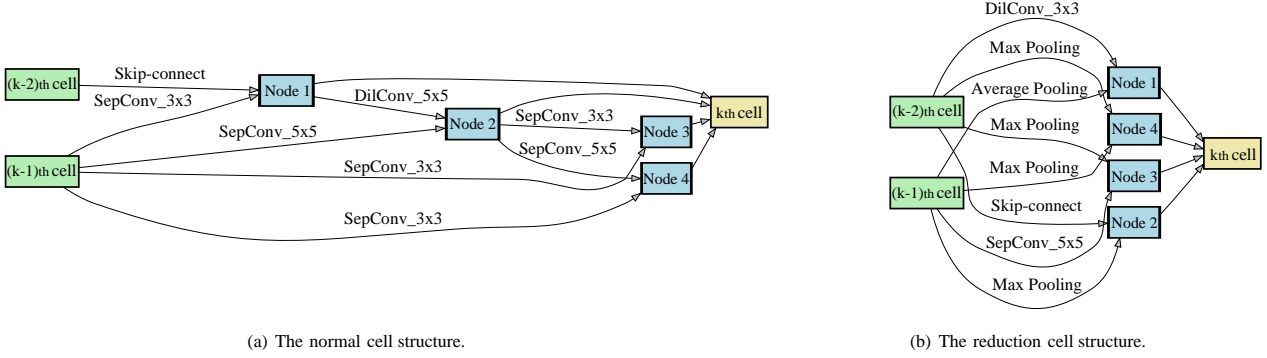 (k-2)th cell
Skip-connect
SepConv_3x3
Node 1
DilConv_5x5
SepConv_5x5
Node 2
SepConv_3x3
Node 3
kth cell
SepConv_5x5
(k-1)th cell
SepConv_3x3
Node 4
SepConv_3x3
(a) The normal cell structure.
DilConv_3x3
Max Pooling
Node 1
Average Pooling
(k-2)th cell
Max Pooling
Node 4
kth cell
Max Pooling
Node 3
(k-1)th cell
Skip-connect
Node 2
SepConv_5x5
Max Pooling
(b) The reduction cell structure.